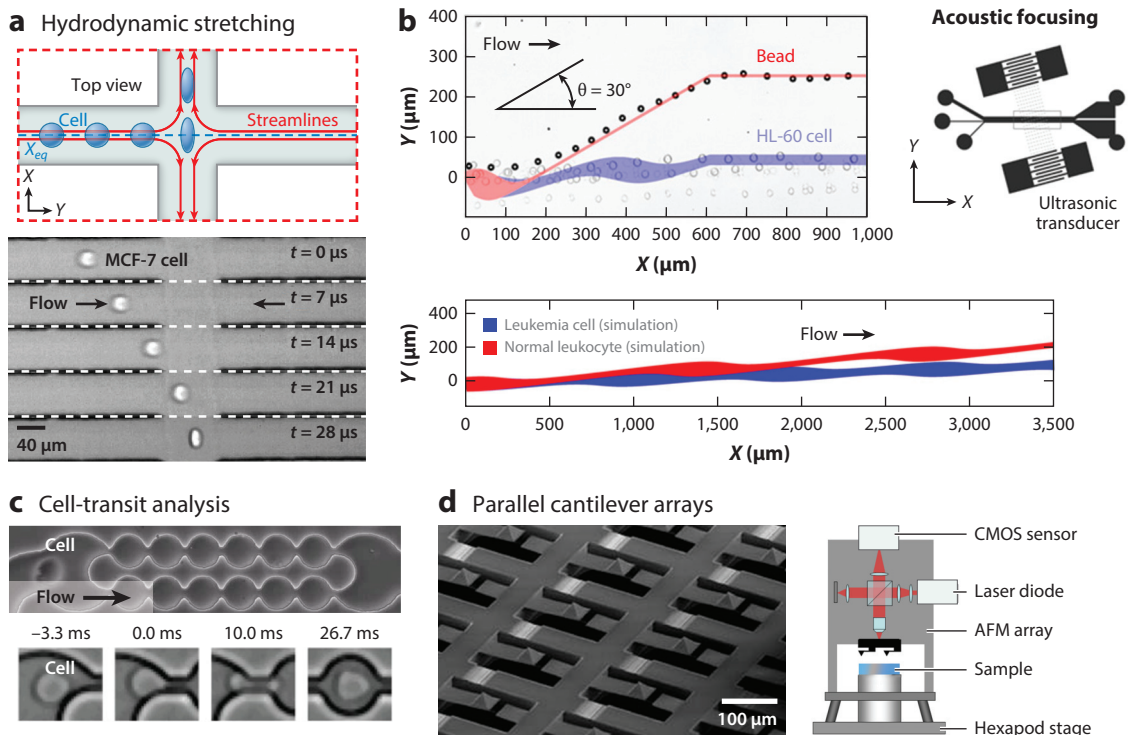 a Hydrodynamic stretching
Top view
Cell
Streamlines
X_eq
X
Y
MCF-7 cell
Flow
t = 0 µs
t = 7 µs
t = 14 µs
t = 21 µs
t = 28 µs
40 µm
b
400
300
200
100
0
Y (µm)
Flow
θ = 30°
Bead
HL-60 cell
0 100 200 300 400 500 600 700 800 900 1,000
X (µm)
Acoustic focusing
Y
X
Ultrasonic
transducer
400
200
0
Y (µm)
Leukemia cell (simulation)
Normal leukocyte (simulation)
Flow
0 500 1,000 1,500 2,000 2,500 3,000 3,500
X (µm)
c Cell-transit analysis
Cell
Flow
–3.3 ms 0.0 ms 10.0 ms 26.7 ms
Cell
d Parallel cantilever arrays
100 µm
CMOS sensor
Laser diode
AFM array
Sample
Hexapod stage